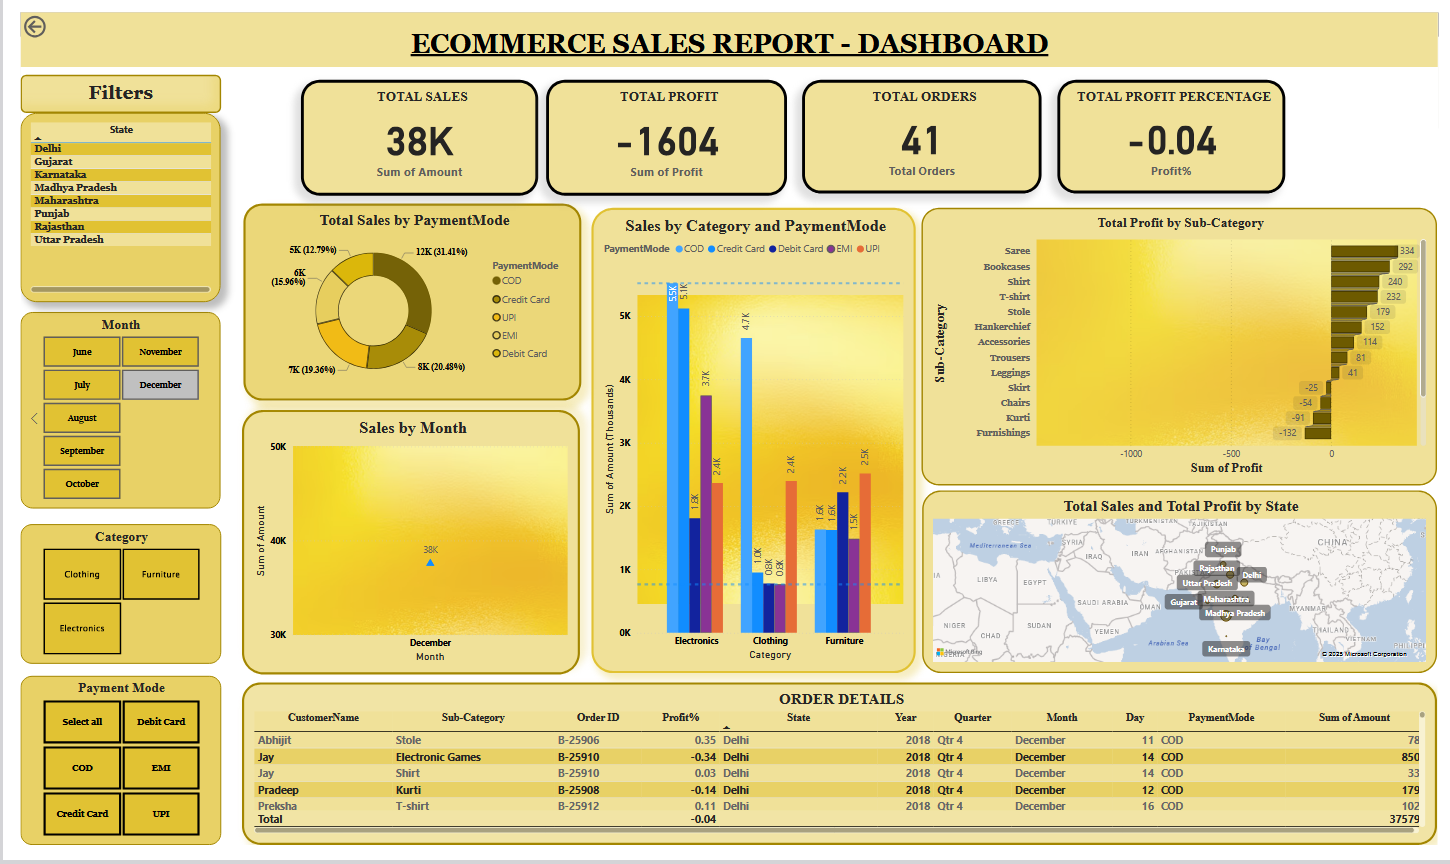 ECOMMERCE SALES REPORT - DASHBOARD
Filters
State
Delhi
Gujarat
Karnataka
Madhya Pradesh
Maharashtra
Punjab
Rajasthan
Uttar Pradesh
Month
June November
July December
August
September
October
Category
Clothing Furniture
Electronics
Payment Mode
Select all Debit Card
COD EMI
Credit Card UPI
TOTAL SALES
38K
Sum of Amount
TOTAL PROFIT
-1604
Sum of Profit
TOTAL ORDERS
41
Total Orders
TOTAL PROFIT PERCENTAGE
-0.04
Profit%
Total Sales by PaymentMode
5K (12.79%)
12K (31.41%)
6K
(15.96%)
7K (19.36%)
8K (20.48%)
PaymentMode
COD
Credit Card
UPI
EMI
Debit Card
Sales by Month
50K
40K
30K
Sum of Amount
38K
December
Month
Sales by Category and PaymentMode
PaymentMode COD Credit Card Debit Card EMI UPI
Sum of Amount (Thousands)
5K
4K
3K
2K
1K
0K
5.5K 5.1K 1.8K 3.7K 2.4K
4.7K 1.0K 0.8K 0.8K 2.4K
1.6K 1.6K 2.2K 1.5K 2.5K
Electronics Clothing Furniture
Category
Total Profit by Sub-Category
Sub-Category
Saree 334
Bookcases 292
Shirt 240
T-shirt 232
Stole 179
Hankerchief 152
Accessories 114
Trousers 81
Leggings 41
Skirt -25
Chairs -54
Kurti -91
Furnishings -132
-1000 -500 0
Sum of Profit
Total Sales and Total Profit by State
GREECE TÜRKIYE TURKMENISTAN TAJIKISTAN
Mediterranean Sea SYRIA IRAQ IRAN AFGHANISTAN CHINA
LIBYA EGYPT
SAUDI ARABIA OMAN MYANMAR
NIGER CHAD SUDAN YEMEN THAILAND VIETNAM
Arabian Sea Bay of Bengal
Punjab
Rajasthan
Delhi
Uttar Pradesh
Gujarat
Maharashtra
Madhya Pradesh
Karnataka
Microsoft Bing
© 2025 Microsoft Corporation
ORDER DETAILS
CustomerName Sub-Category Order ID Profit% State Year Quarter Month Day PaymentMode Sum of Amount
Abhijit Stole B-25906 0.35 Delhi 2018 Qtr 4 December 11 COD 78
Jay Electronic Games B-25910 -0.34 Delhi 2018 Qtr 4 December 14 COD 850
Jay Shirt B-25910 0.03 Delhi 2018 Qtr 4 December 14 COD 33
Pradeep Kurti B-25908 -0.14 Delhi 2018 Qtr 4 December 12 COD 179
Preksha T-shirt B-25912 0.11 Delhi 2018 Qtr 4 December 16 COD 102
Total -0.04 37579